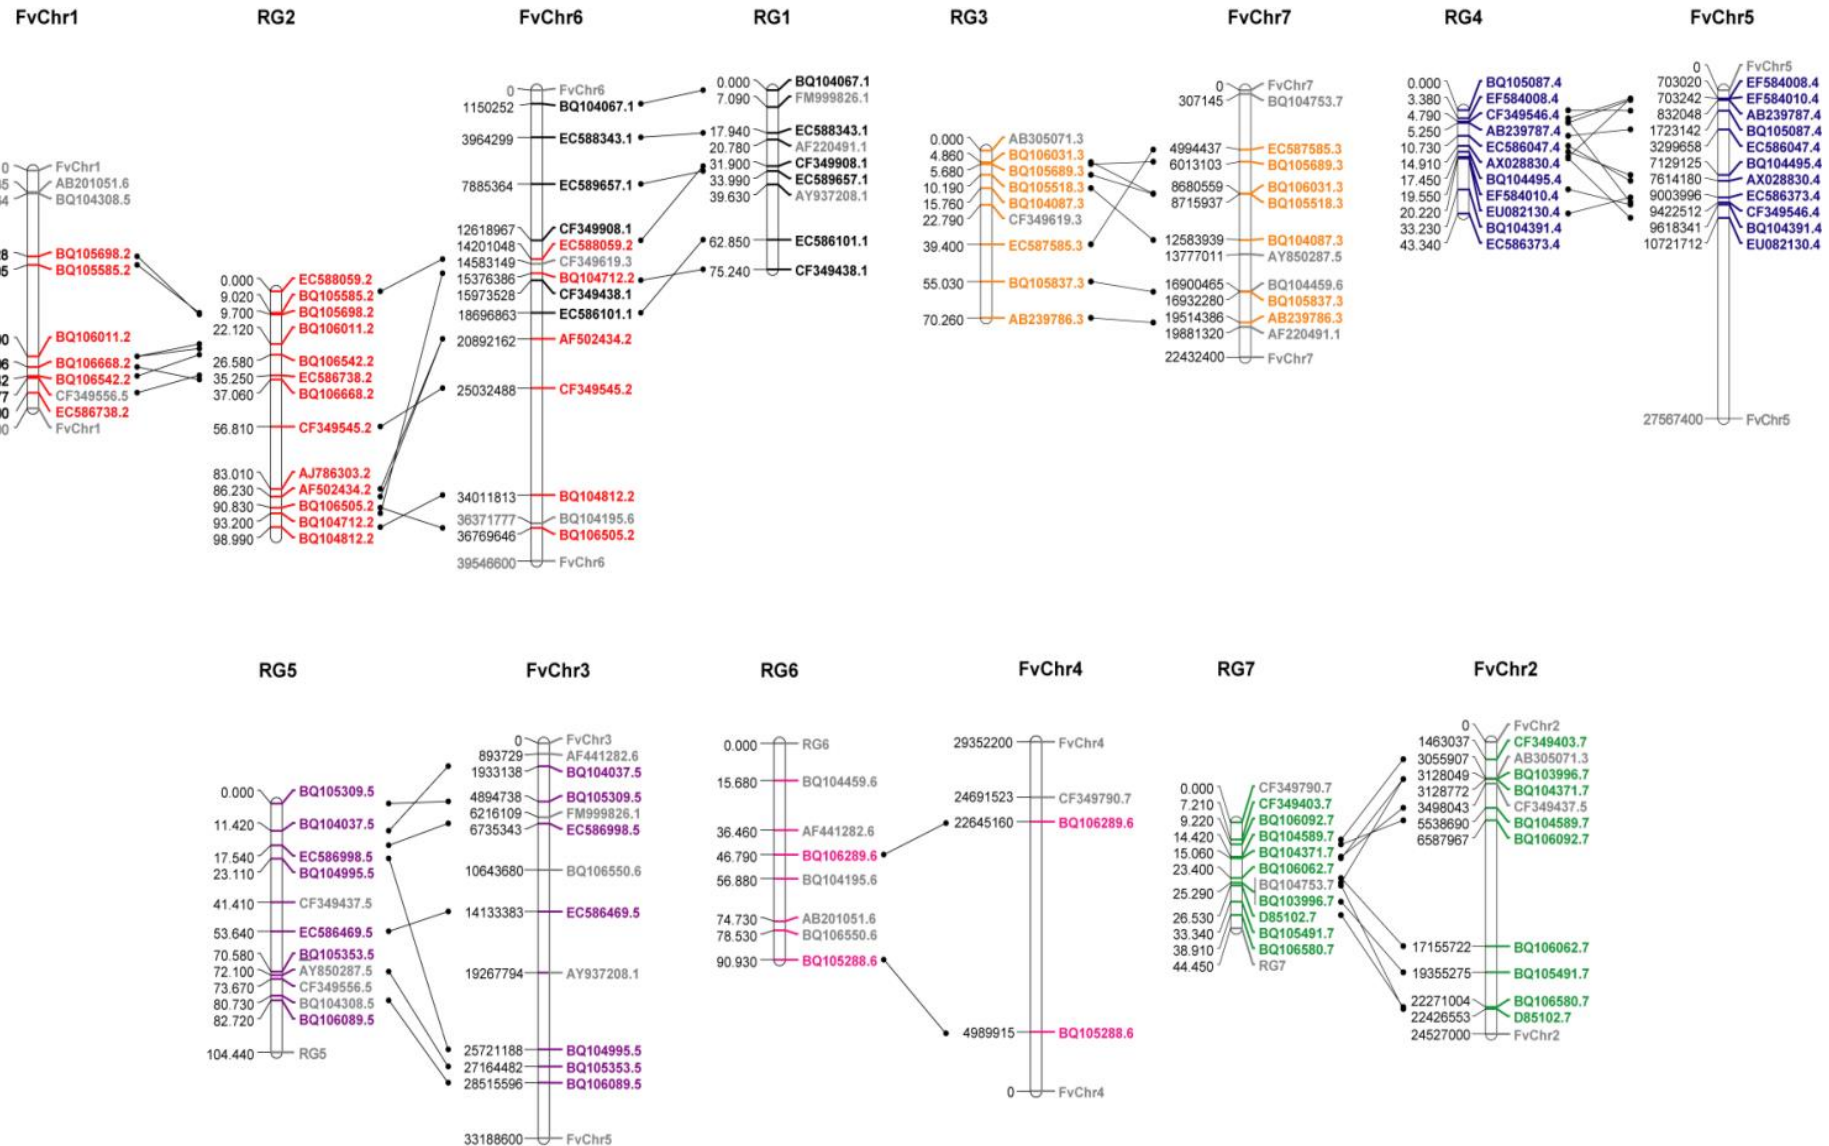 FvChr1
RG2
FvChr6
RG1
RG3
FvChr7
RG4
FvChr5
0 FvChr1
AB201051.6
BQ104308.5
BQ105698.2
BQ105585.2
BQ106011.2
BQ106668.2
BQ106542.2
CF349556.5
EC586738.2
FvChr1
0.000 EC588059.2
9.020 BQ105585.2
9.700 BQ105698.2
22.120 BQ106011.2
26.580 BQ106542.2
35.250 EC586738.2
37.060 BQ106668.2
56.810 CF349545.2
83.010 AJ786303.2
86.230 AF502434.2
90.830 BQ106505.2
93.200 BQ104712.2
98.990 BQ104812.2
0 FvChr6
1150252 BQ104067.1
3964299 EC588343.1
7885364 EC589657.1
12618967 CF349908.1
14201048 EC588059.2
14583149 CF349619.3
15376386 BQ104712.2
15973528 CF349438.1
18696863 EC586101.1
20892162 AF502434.2
25032488 CF349545.2
34011813 BQ104812.2
36371777 BQ104195.6
36769646 BQ106505.2
39546600 FvChr6
0.000 BQ104067.1
7.090 FM999826.1
17.940 EC588343.1
20.780 AF220491.1
31.900 CF349908.1
33.990 EC589657.1
39.630 AY937208.1
62.850 EC586101.1
75.240 CF349438.1
0.000 AB305071.3
4.860 BQ106031.3
5.680 BQ105689.3
10.190 BQ105518.3
15.760 BQ104087.3
22.790 CF349619.3
39.400 EC587585.3
55.030 BQ105837.3
70.260 AB239786.3
0 FvChr7
307145 BQ104753.7
4994437 EC587585.3
6013103 BQ105689.3
8680559 BQ106031.3
8715937 BQ105518.3
12583939 BQ104087.3
13777011 AY850287.5
16900465 BQ104459.6
16932280 BQ105837.3
19514386 AB239786.3
19881320 AF220491.1
22432400 FvChr7
0.000 BQ105087.4
3.380 EF584008.4
4.790 CF349546.4
5.250 AB239787.4
10.730 EC586047.4
14.910 AX028830.4
17.450 BQ104495.4
19.550 EF584010.4
20.220 EU082130.4
33.230 BQ104391.4
43.340 EC586373.4
0 FvChr5
703020 EF584008.4
703242 EF584010.4
832048 AB239787.4
1723142 BQ105087.4
3299658 EC586047.4
7129125 BQ104495.4
7614180 AX028830.4
9003996 EC586373.4
9422512 CF349546.4
9618341 BQ104391.4
10721712 EU082130.4
27567400 FvChr5
RG5
FvChr3
RG6
FvChr4
RG7
FvChr2
0.000 BQ105309.5
11.420 BQ104037.5
17.540 EC586998.5
23.110 BQ104995.5
41.410 CF349437.5
53.640 EC586469.5
70.580 BQ105353.5
72.100 AY850287.5
73.670 CF349556.5
80.730 BQ104308.5
82.720 BQ106089.5
104.440 RG5
0 FvChr3
893729 AF441282.6
1933138 BQ104037.5
4894738 BQ105309.5
6216109 FM999826.1
6735343 EC586998.5
10643680 BQ106550.6
14133383 EC586469.5
19267794 AY937208.1
25721188 BQ104995.5
27164482 BQ105353.5
28515596 BQ106089.5
33188600 FvChr5
0.000 RG6
15.680 BQ104459.6
36.460 AF441282.6
46.790 BQ106289.6
56.880 BQ104195.6
74.730 AB201051.6
78.530 BQ106550.6
90.930 BQ105288.6
29352200 FvChr4
24691523 CF349790.7
22645160 BQ106289.6
4989915 BQ105288.6
0 FvChr4
0.000 CF349790.7
7.210 CF349403.7
9.220 BQ106092.7
14.420 BQ104589.7
15.060 BQ104371.7
23.400 BQ106062.7
BQ104753.7
25.290 BQ103996.7
26.530 D85102.7
33.340 BQ105491.7
38.910 BQ106580.7
44.450 RG7
0 FvChr2
1463037 CF349403.7
3055907 AB305071.3
3128049 BQ103996.7
3128772 BQ104371.7
3498043 CF349437.5
5538690 BQ104589.7
6587967 BQ106092.7
17155722 BQ106062.7
19355275 BQ105491.7
22271004 BQ106580.7
22426553 D85102.7
24527000 FvChr2